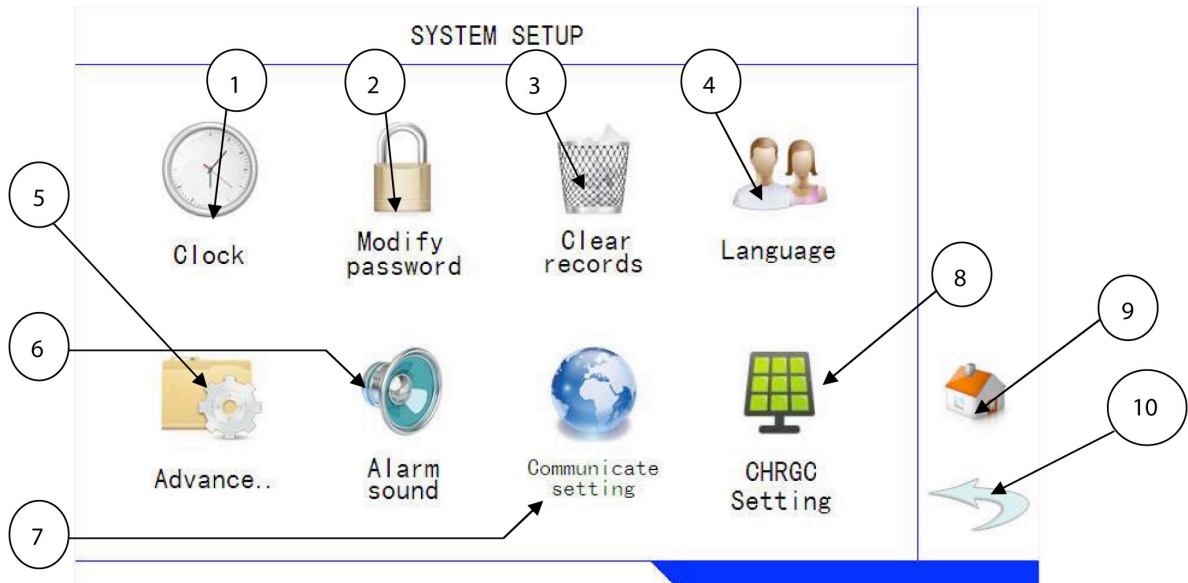 SYSTEM SETUP
1
2
3
4
Clock
Modify
password
Clear
records
Language
5
6
7
8
9
10
Advance..
Alarm
sound
Communicate
setting
CHRGC
Setting